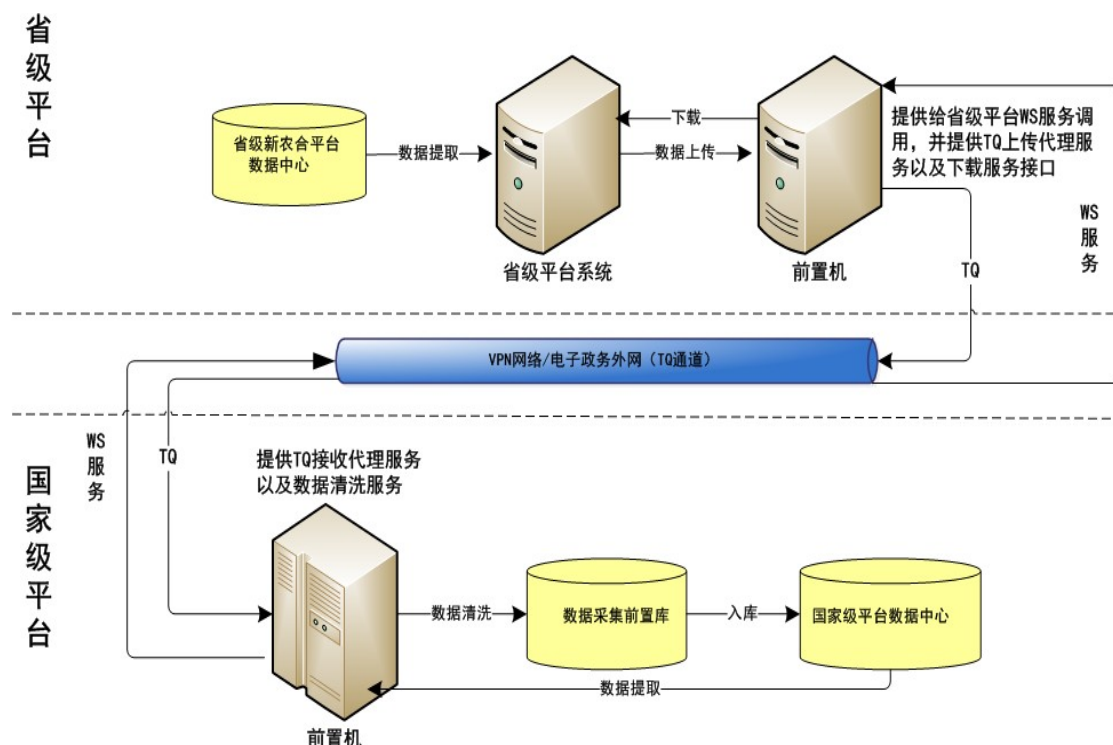 省级平台
省级新农合平台
数据中心
数据提取
下载
数据上传
省级平台系统
前置机
提供给省级平台WS服务调
用，并提供TQ上传代理服
务以及下载服务接口
WS
服
务
TQ
VPN网络/电子政务外网（TQ通道）
国家级平台
WS
服
务
TQ
提供TQ接收代理服务
以及数据清洗服务
前置机
数据清洗
数据采集前置库
入库
国家级平台数据中心
数据提取